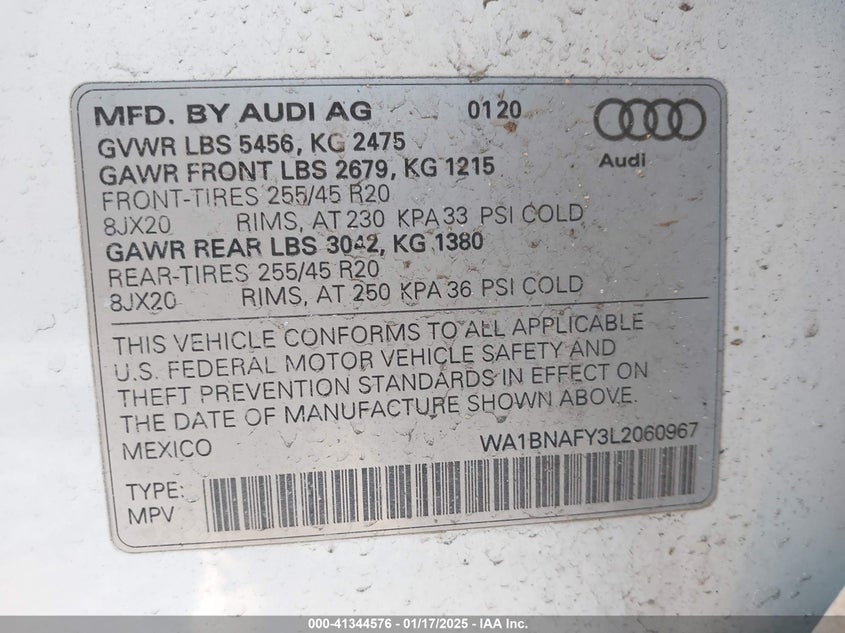 MFD. BY AUDI AG 01 20
Audi
GVWR LBS 5456, KG 2475
GAWR FRONT LBS 2679, KG 1215
FRONT-TIRES 255/45 R20
8JX20 RIMS, AT 230 KPA 33 PSI COLD
GAWR REAR LBS 3042, KG 1380
REAR-TIRES 255/45 R20
8JX20 RIMS, AT 250 KPA 36 PSI COLD
THIS VEHICLE CONFORMS TO ALL APPLICABLE
U.S. FEDERAL MOTOR VEHICLE SAFETY AND
THEFT PREVENTION STANDARDS IN EFFECT ON
THE DATE OF MANUFACTURE SHOWN ABOVE.
MEXICO WA1BNAFY3L2060967
TYPE:
MPV
000-41344576 - 01/17/2025 - IAA Inc.